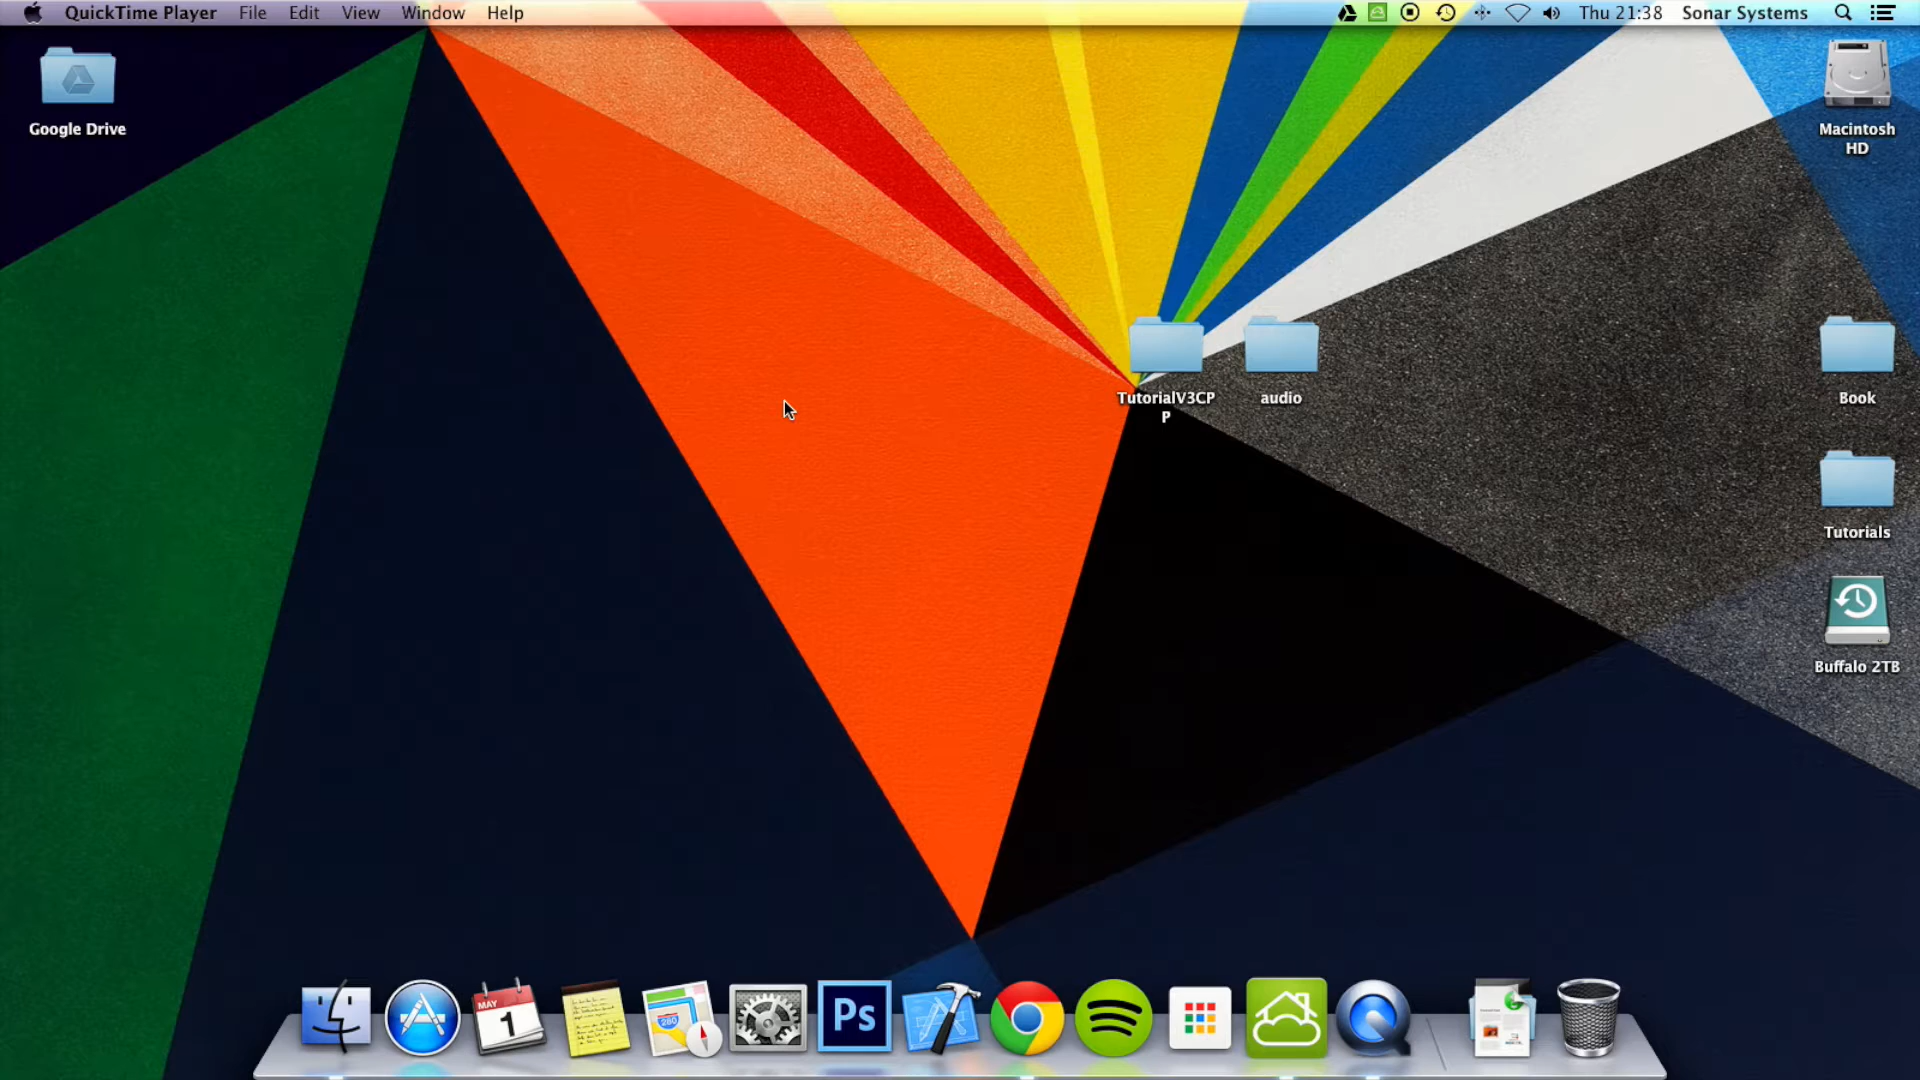 QuickTime Player File Edit View Window Help Thu 21:38 Sonar Systems
Google Drive
Macintosh
HD
TutorialV3CP
P
audio
Book
Tutorials
Buffalo 2TB
MAY
1
280
Ps